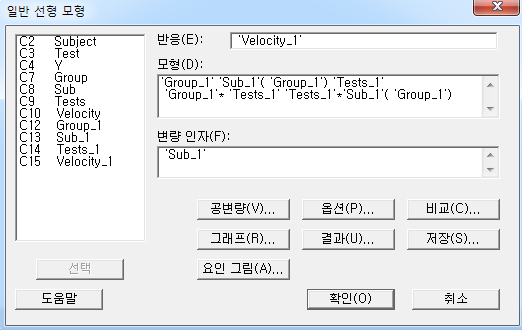 일반 선형 모형
C2 Subject
C3 Test
C4 Y
C7 Group
C8 Sub
C9 Tests
C10 Velocity
C12 Group_1
C13 Sub_1
C14 Tests_1
C15 Velocity_1
반응(E):
'Velocity_1'
모형(D):
'Group_1' 'Sub_1'( 'Group_1') 'Tests_1'
'Group_1'* 'Tests_1' 'Tests_1'*'Sub_1'( 'Group_1')
변량 인자(F):
'Sub_1'
공변량(V)... 옵션(P)... 비교(C)...
그래프(R)... 결과(U)... 저장(S)...
선택 요인 그림(A)...
도움말 확인(O) 취소